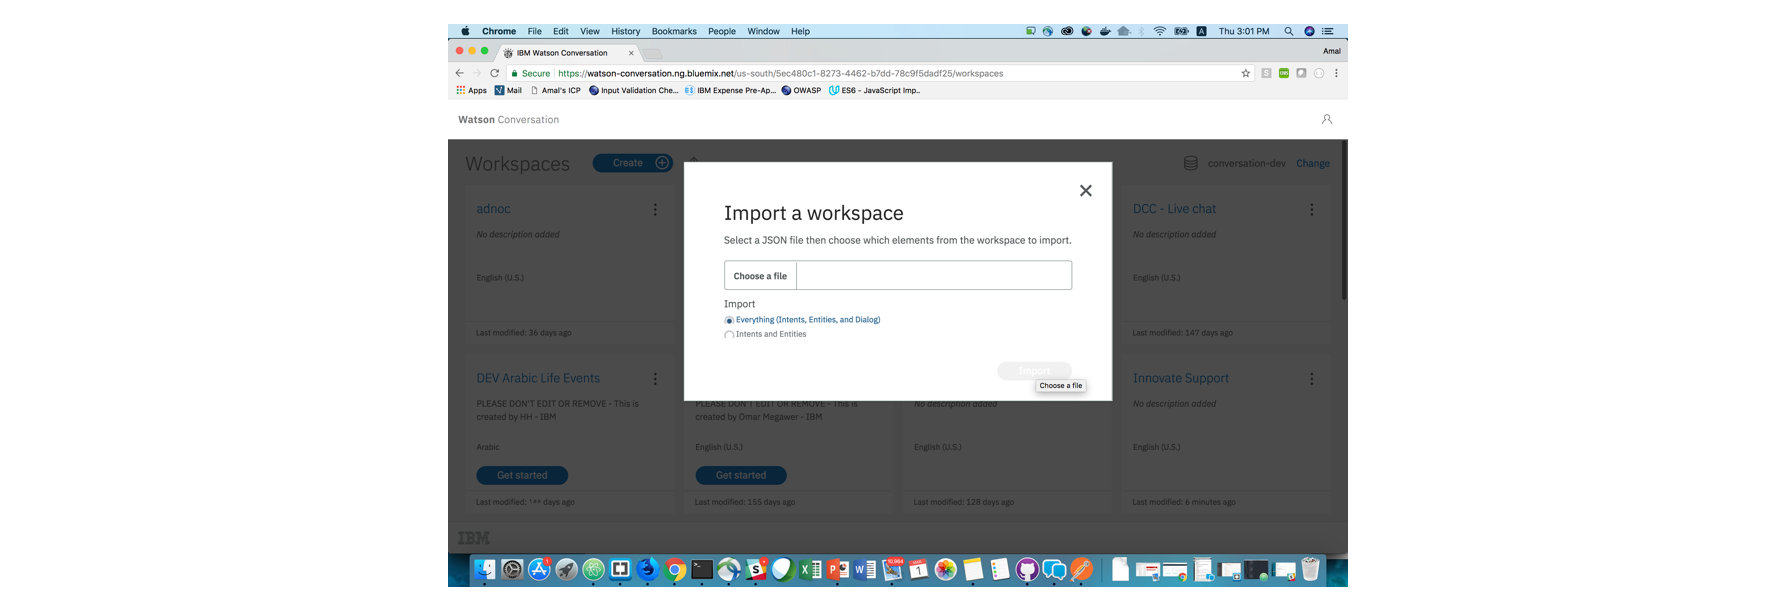 Chrome File Edit View History Bookmarks People Window Help
Thu 3:01 PM
IBM Watson Conversation
Amal
Secure https://watson-conversation.ng.bluemix.net/us-south/5ec480c1-8273-4462-b7dd-78c9f5dadf25/workspaces
Apps Mail Amal's ICP Input Validation Che... IBM Expense Pre-Ap... OWASP ES6 - JavaScript Imp..
Watson Conversation
Workspaces
Create
conversation-dev Change
Import a workspace
Select a JSON file then choose which elements from the workspace to import.
Choose a file
Import
Everything (Intents, Entities, and Dialog)
Intents and Entities
Import
Choose a file
adnoc
No description added
English (U.S.)
Last modified: 36 days ago
DCC - Live chat
No description added
English (U.S.)
Last modified: 147 days ago
DEV Arabic Life Events
PLEASE DON'T EDIT OR REMOVE - This is
created by HH - IBM
Arabic
Get started
Last modified: days ago
PLEASE DON'T EDIT OR REMOVE - This is
created by Omar Megawer - IBM
English (U.S.)
Get started
Last modified: 155 days ago
No description added
English (U.S.)
Last modified: 128 days ago
Innovate Support
No description added
English (U.S.)
Last modified: 6 minutes ago
IBM
10,964
1